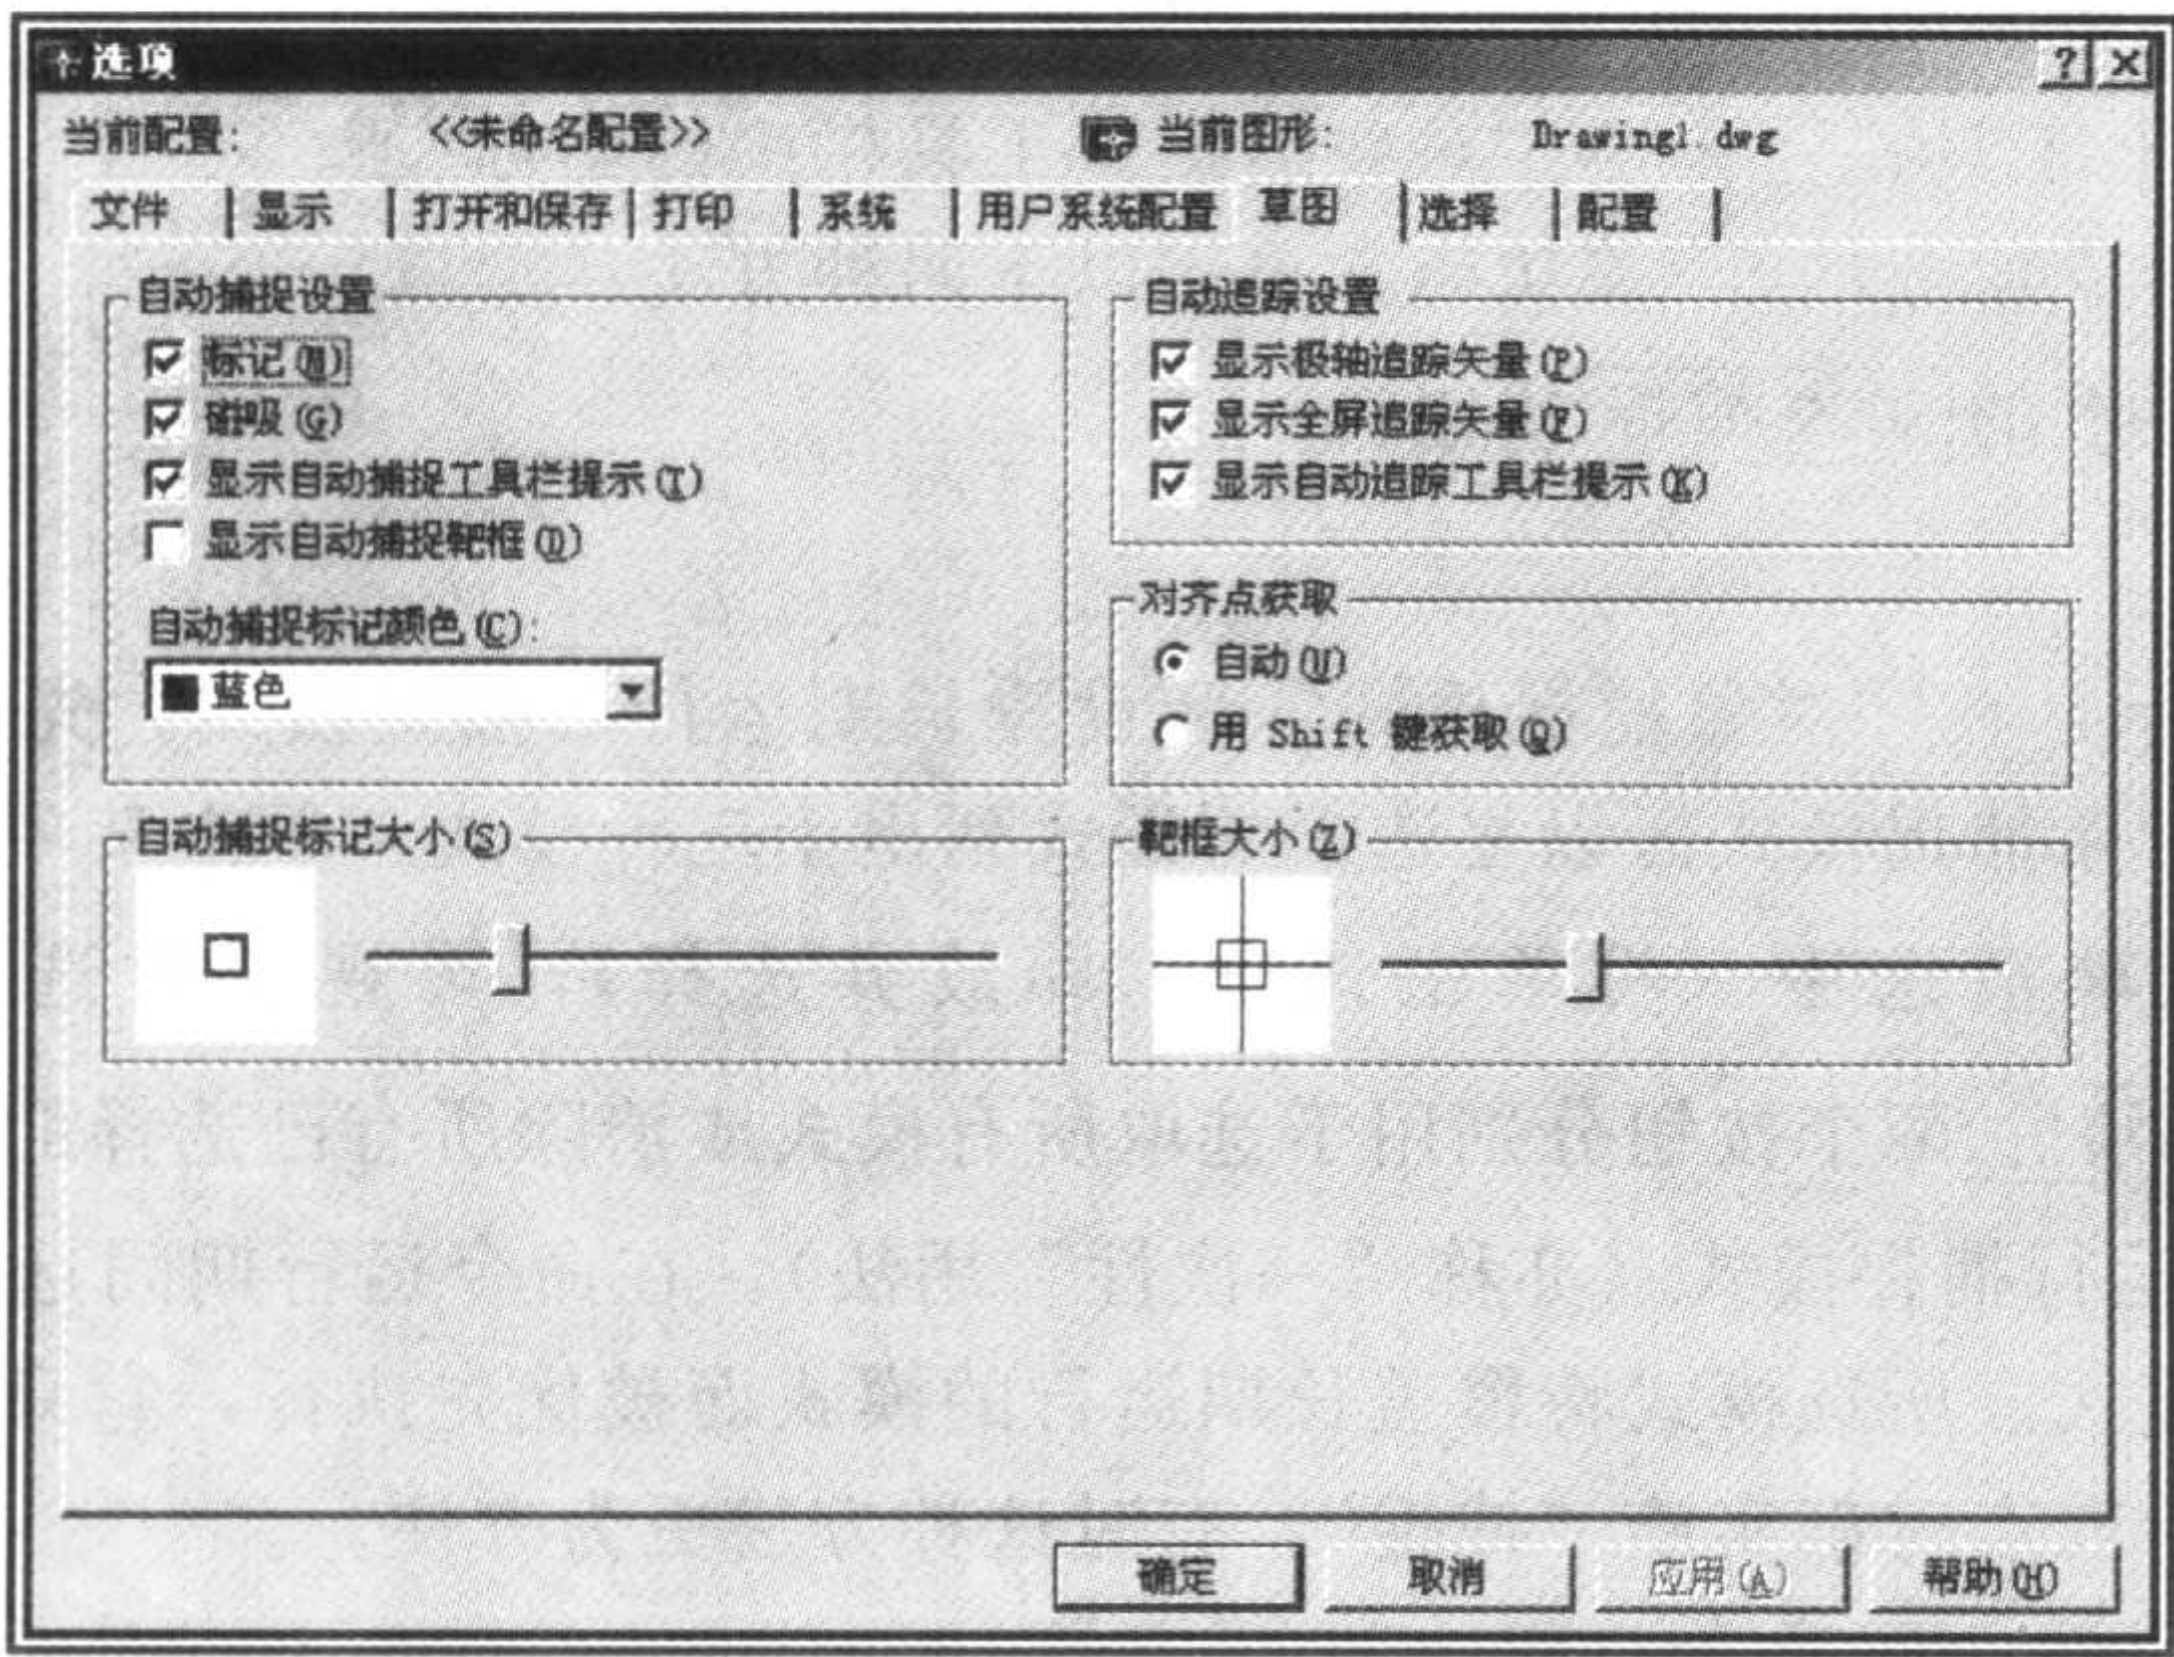 选项
当前配置: <<未命名配置>> 当前图形: Drawing1.dwg
文件 显示 打开和保存 打印 系统 用户系统配置 草图 选择 配置
自动捕捉设置
标记(M)
磁吸(G)
显示自动捕捉工具栏提示(T)
显示自动捕捉靶框(D)
自动捕捉标记颜色(C):
蓝色
自动捕捉标记大小(S)
自动追踪设置
显示极轴追踪矢量(P)
显示全屏追踪矢量(F)
显示自动追踪工具栏提示(K)
对齐点获取
自动(U)
用 Shift 键获取(Q)
靶框大小(Z)
确定 取消 应用(A) 帮助(H)